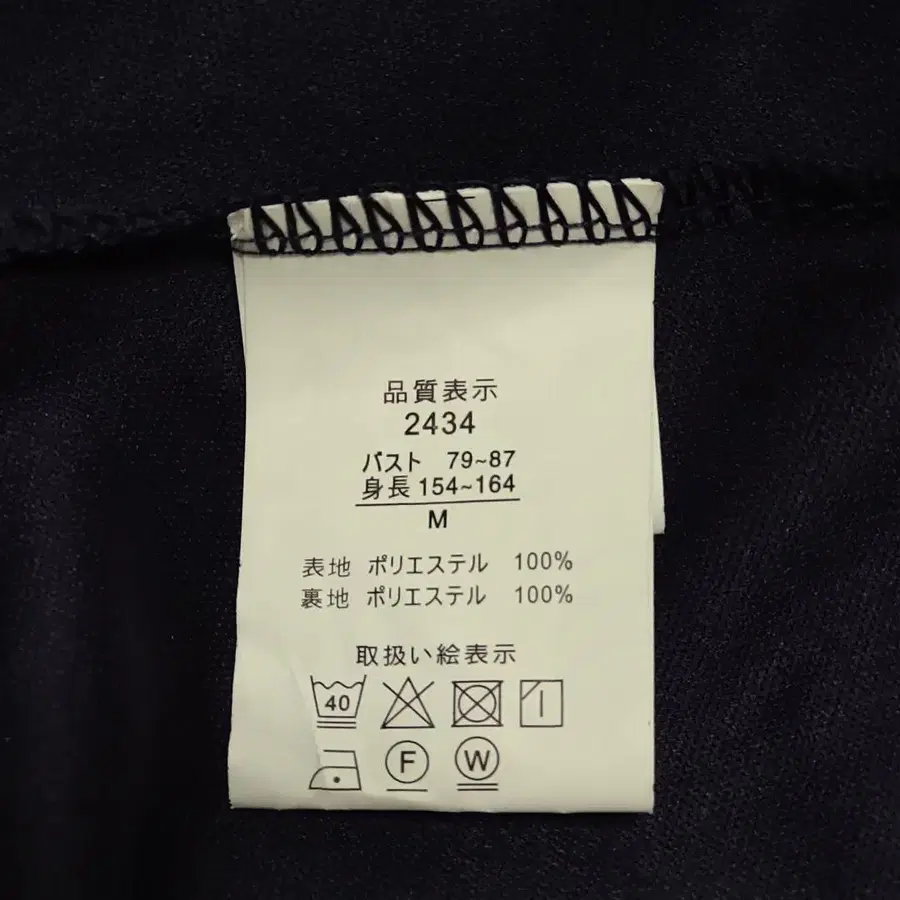 品質表示
2434
バスト 79~87
身長 154~164
M
表地 ポリエステル 100%
裏地 ポリエステル 100%
取扱い絵表示
40
F W